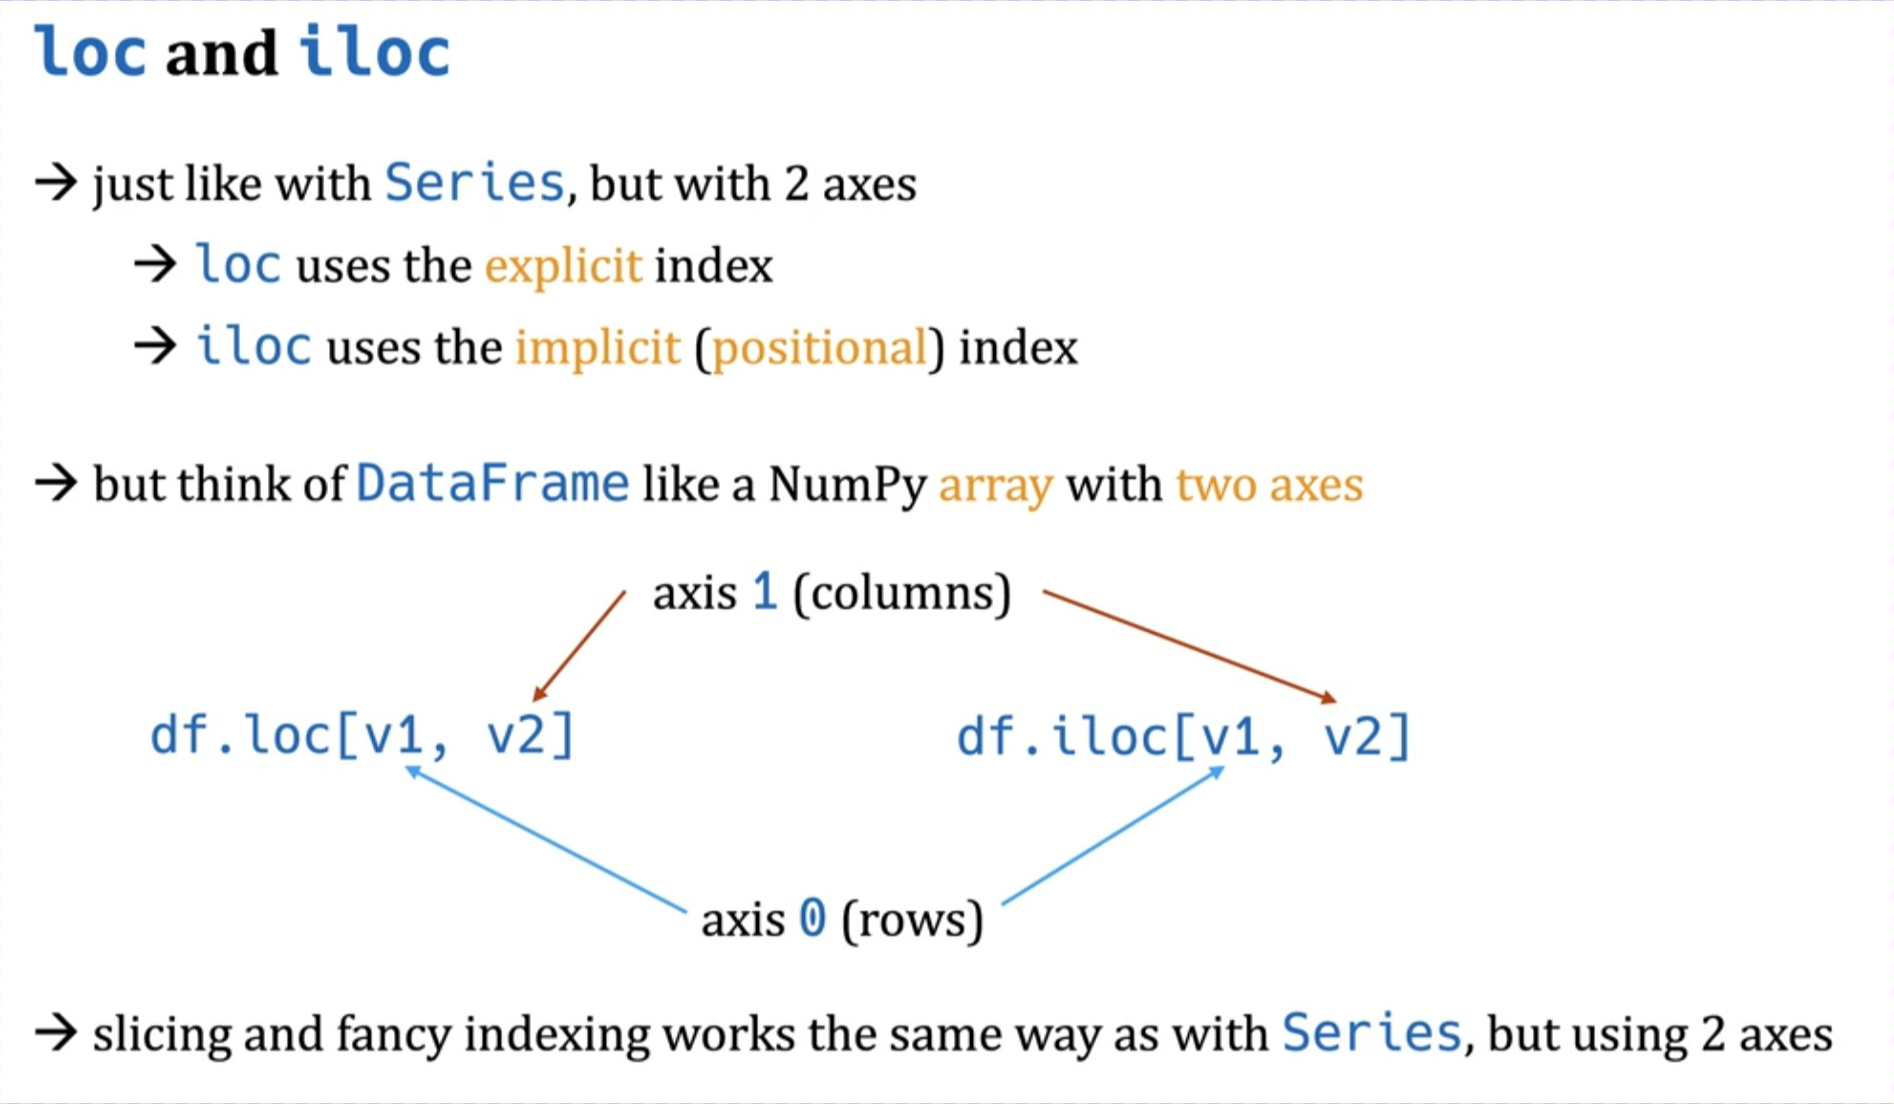 loc and iloc
→ just like with Series, but with 2 axes
→ loc uses the explicit index
→ iloc uses the implicit (positional) index
→ but think of DataFrame like a NumPy array with two axes
axis 1 (columns)
df.loc[v1, v2]
df.iloc[v1, v2]
axis 0 (rows)
→ slicing and fancy indexing works the same way as with Series, but using 2 axes